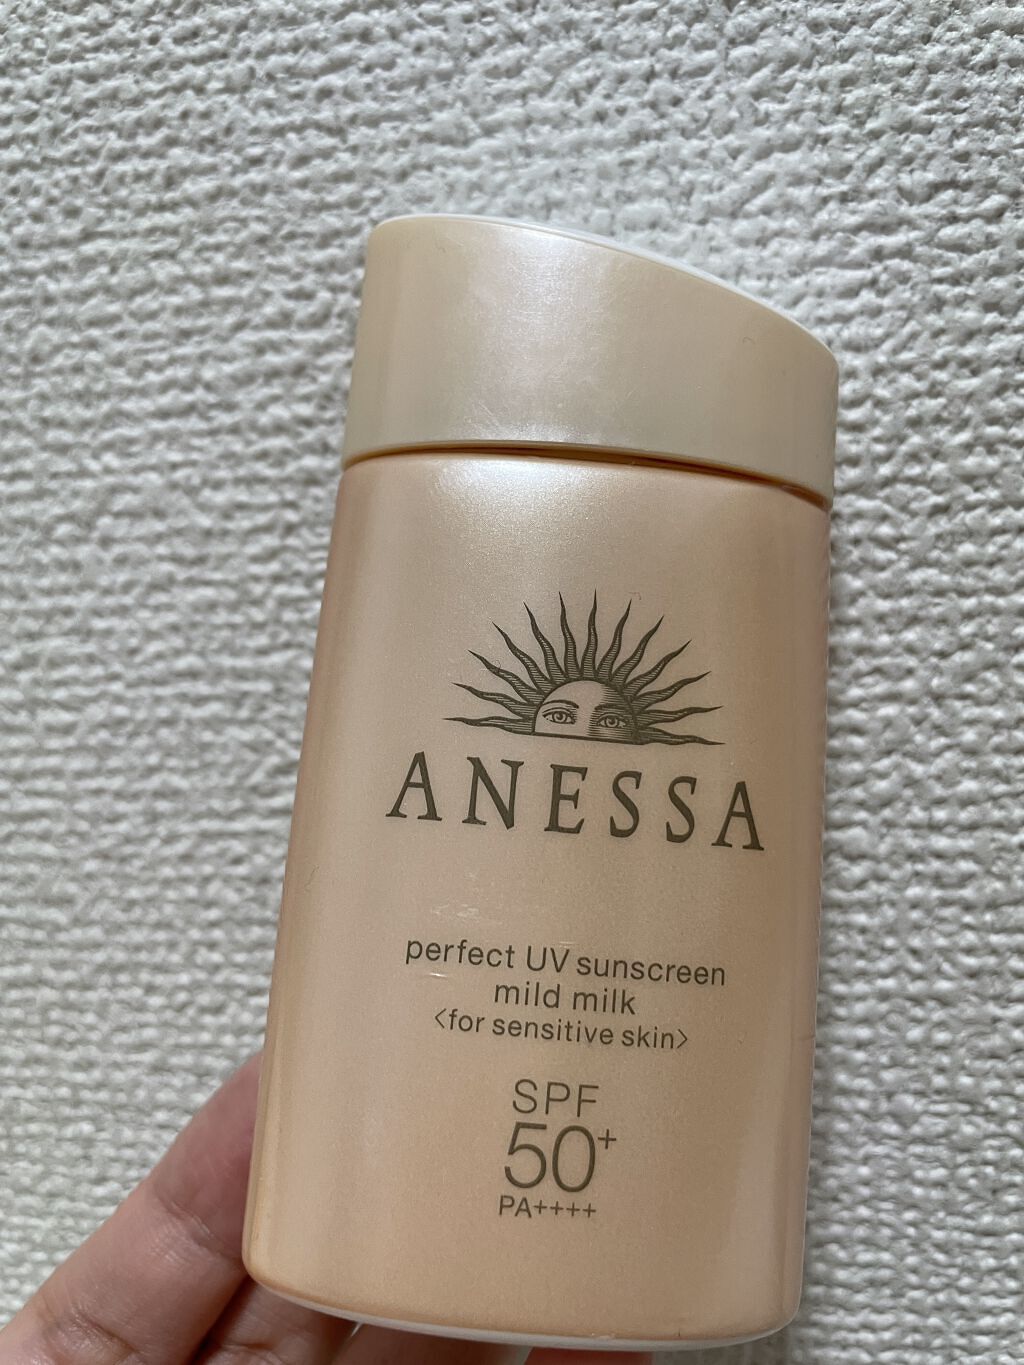 ANESSA
perfect UV sunscreen
mild milk
<for sensitive skin>
SPF
50+
PA++++